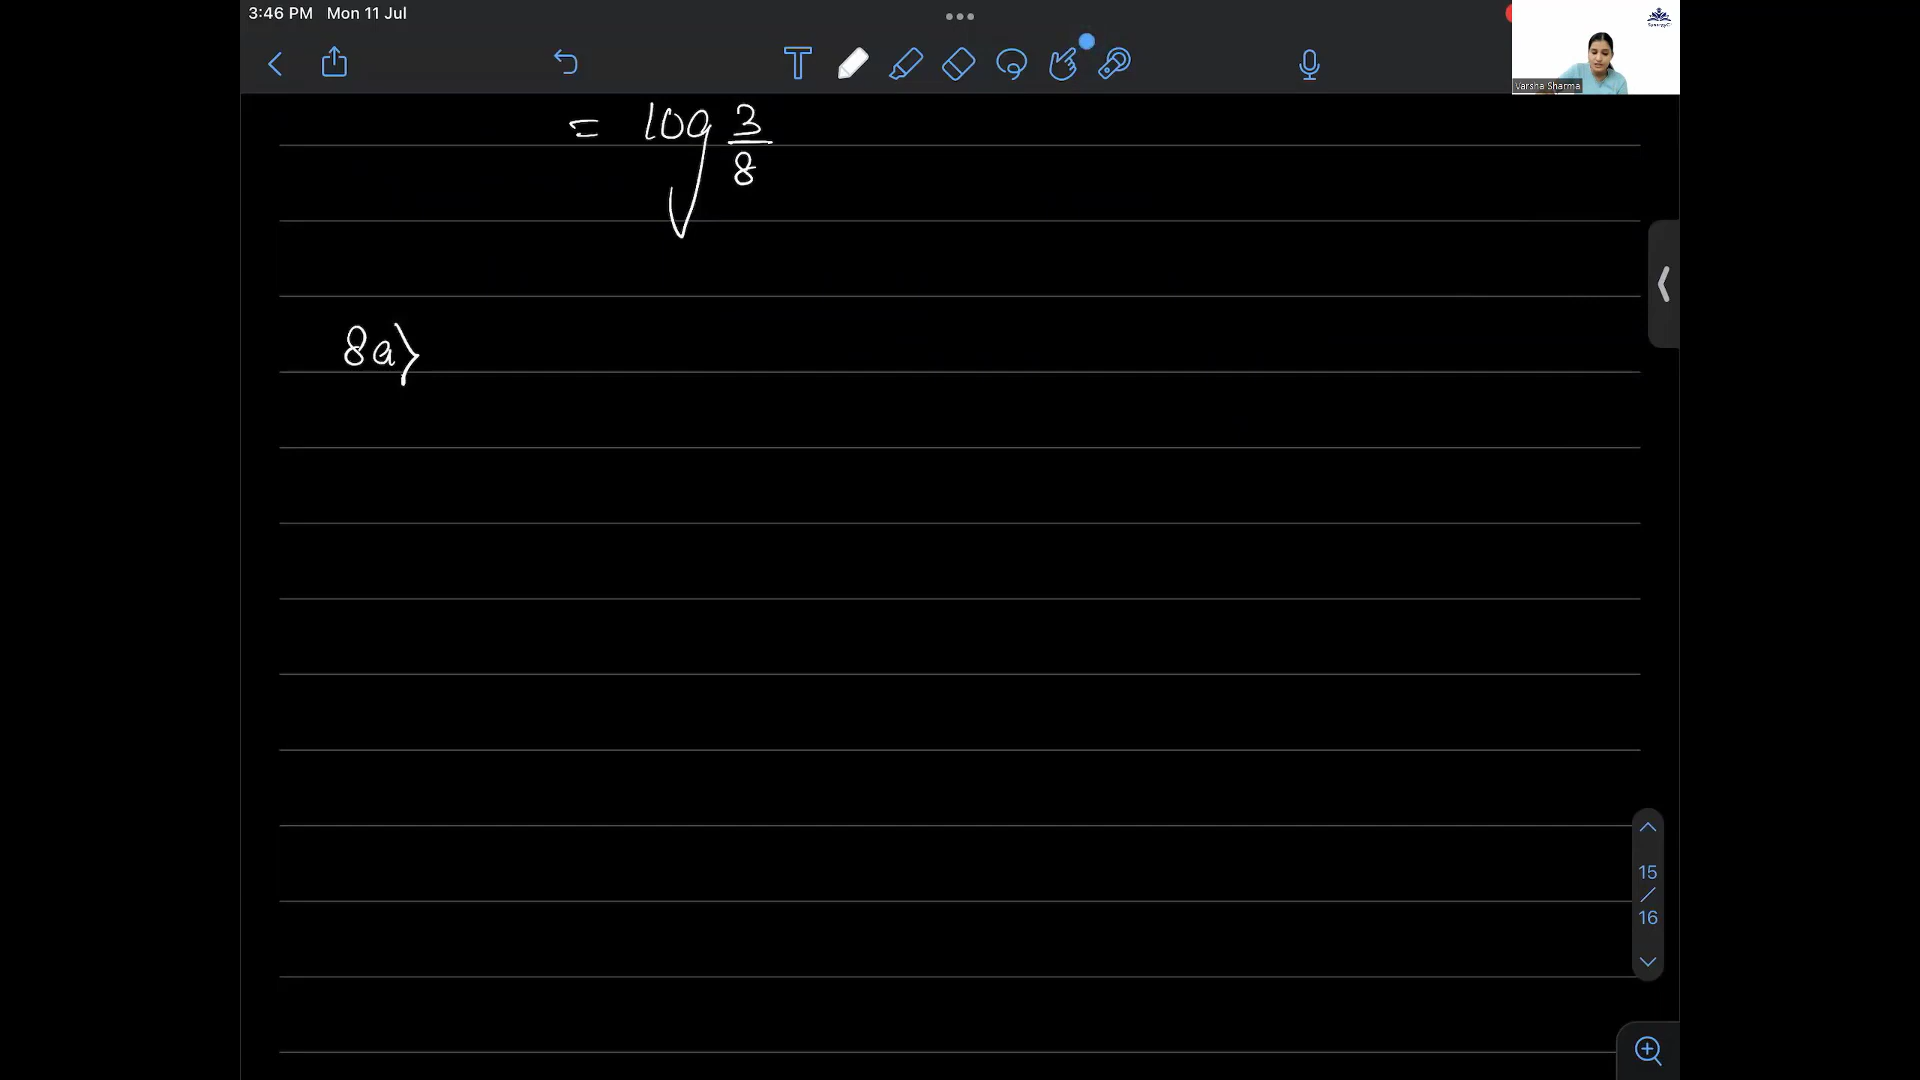 3:46 PM Mon 11 Jul
T
Varsha Sharma
= log 3/8
8a)
15
/
16